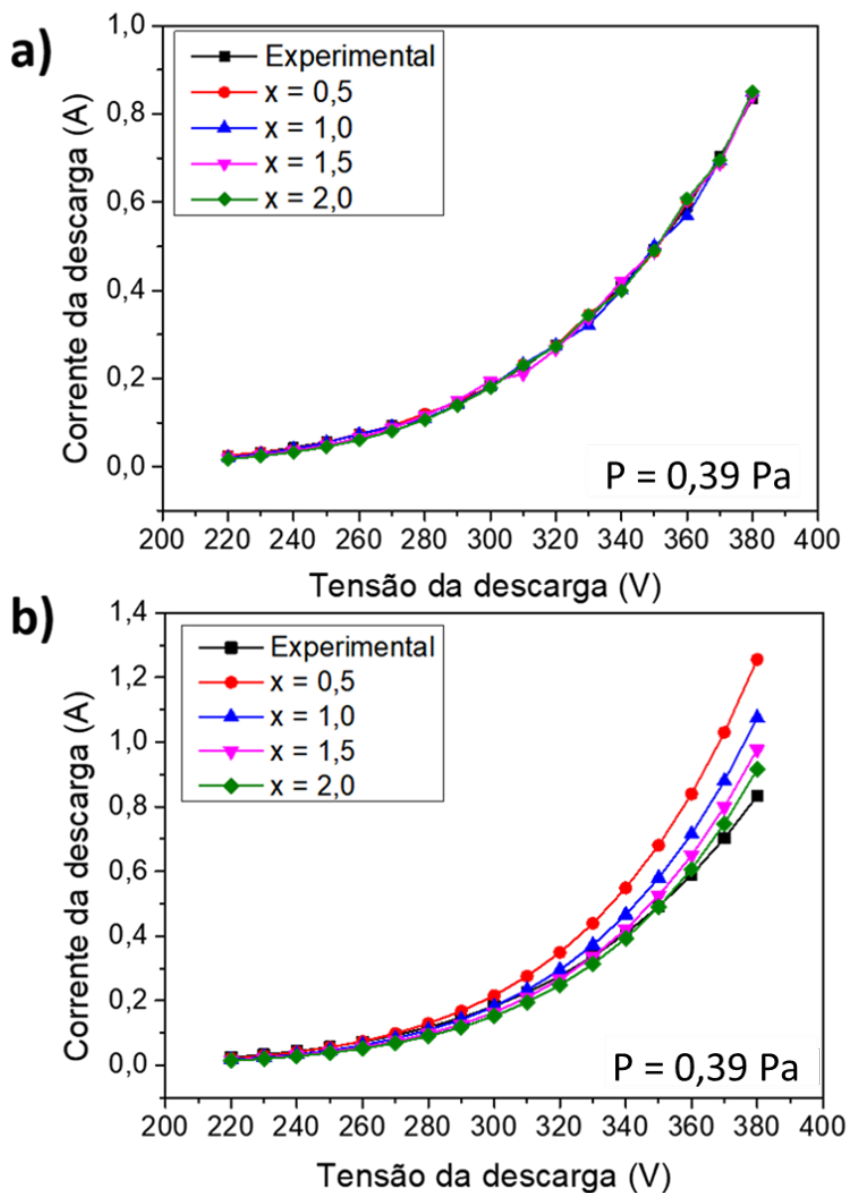 a)
1,0
0,8
0,6
0,4
0,2
0,0
Corrente da descarga (A)
Experimental
x = 0,5
x = 1,0
x = 1,5
x = 2,0
P = 0,39 Pa
200 220 240 260 280 300 320 340 360 380 400
Tensão da descarga (V)
b)
1,4
1,2
1,0
0,8
0,6
0,4
0,2
0,0
Corrente da descarga (A)
Experimental
x = 0,5
x = 1,0
x = 1,5
x = 2,0
P = 0,39 Pa
200 220 240 260 280 300 320 340 360 380 400
Tensão da descarga (V)